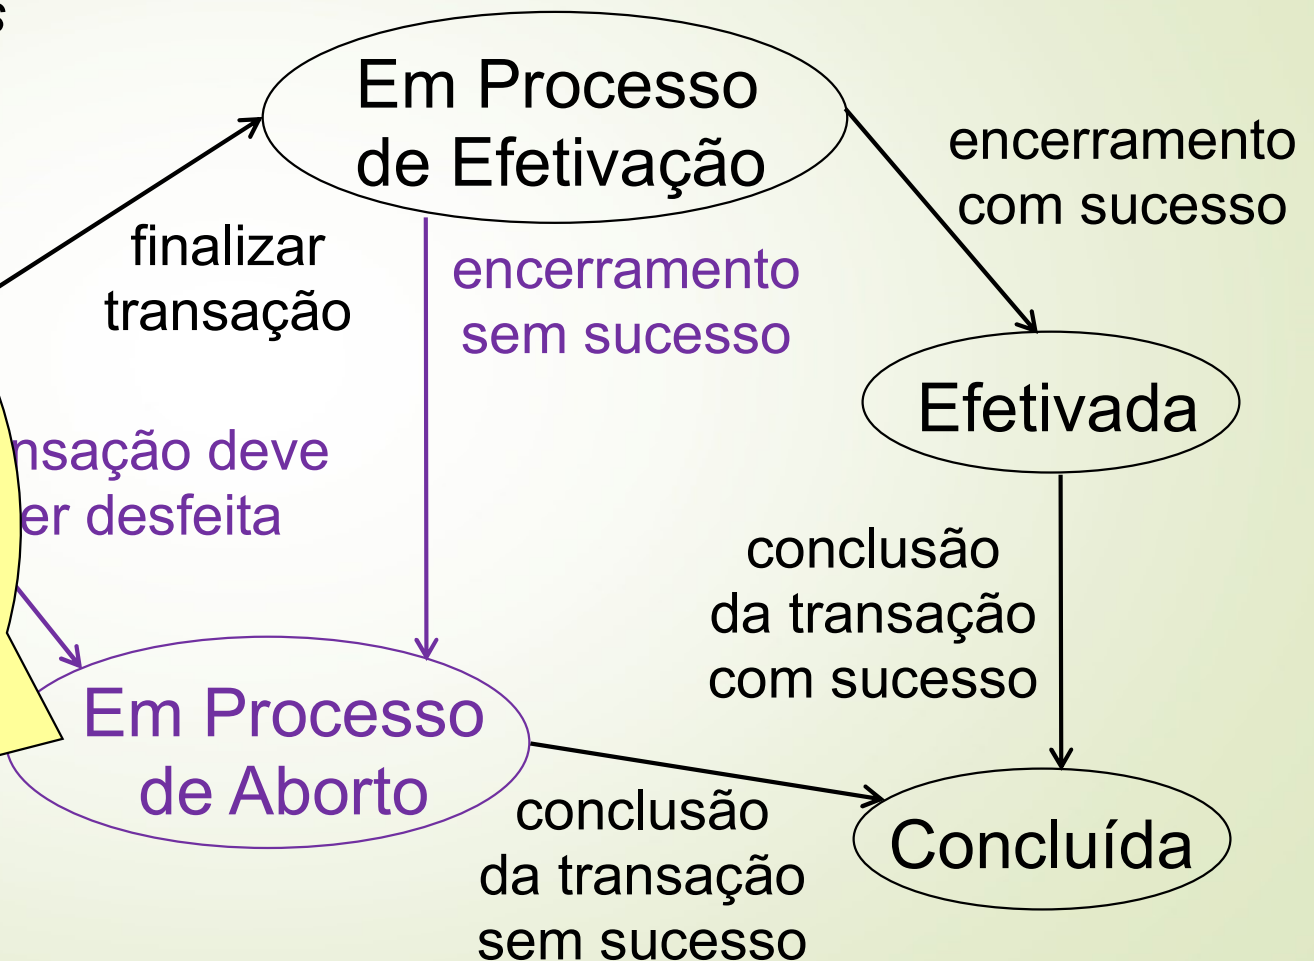 Em Processo
de Efetivação
encerramento
com sucesso
finalizar
transação
encerramento
sem sucesso
Efetivada
nsação deve
er desfeita
conclusão
da transação
com sucesso
Em Processo
de Aborto
conclusão
da transação
sem sucesso
Concluída